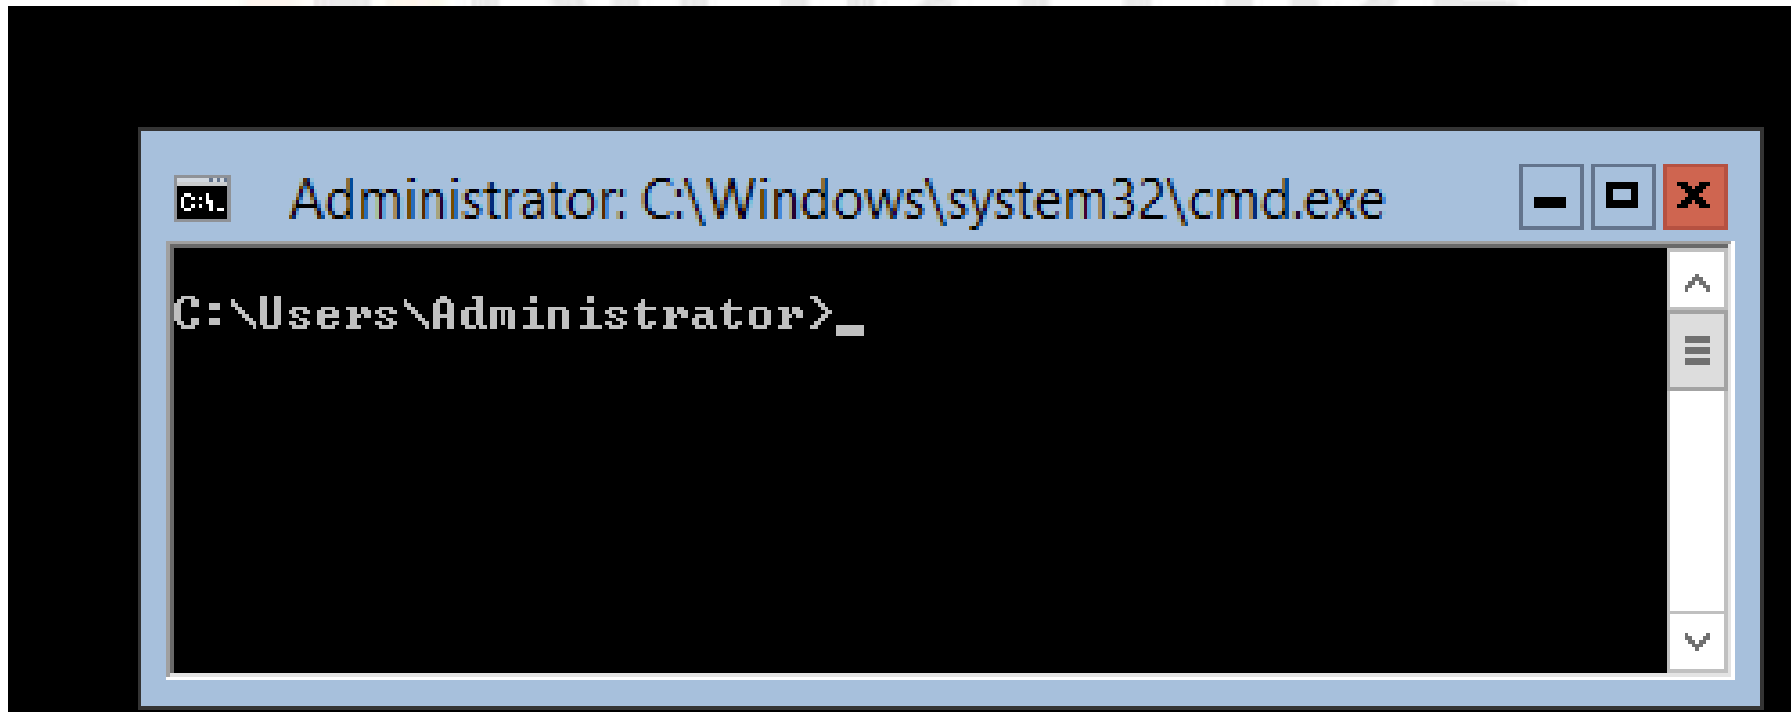 C:\. Administrator: C:\Windows\system32\cmd.exe
C:\Users\Administrator>_